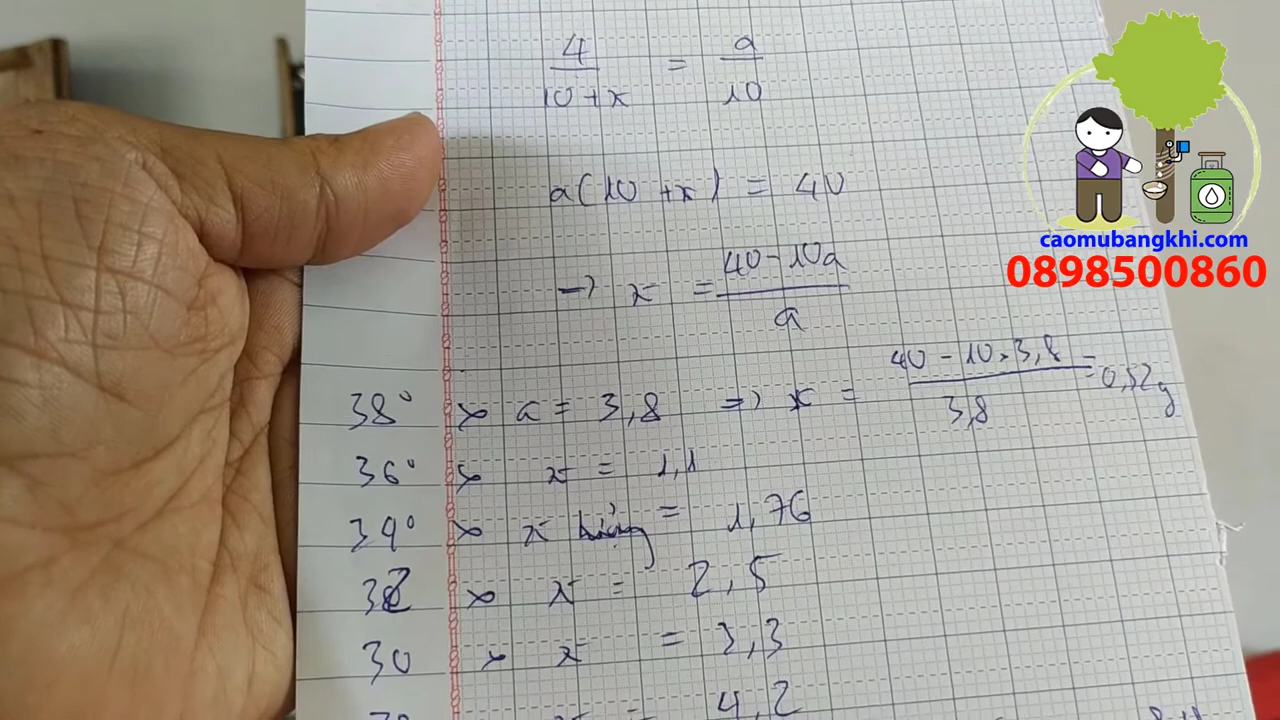 4/(10+x) = a/10
a(10+x) = 40
→ x = (40-10a)/a
38° > a = 3,8 => x = (40-10.3,8)/3,8 = 0,52g
36° > x = 1,1
34° > x = 1,76
32 > x = 2,5
30 > x = 3,3
x = 4,2
caomubangkhi.com
0898500860